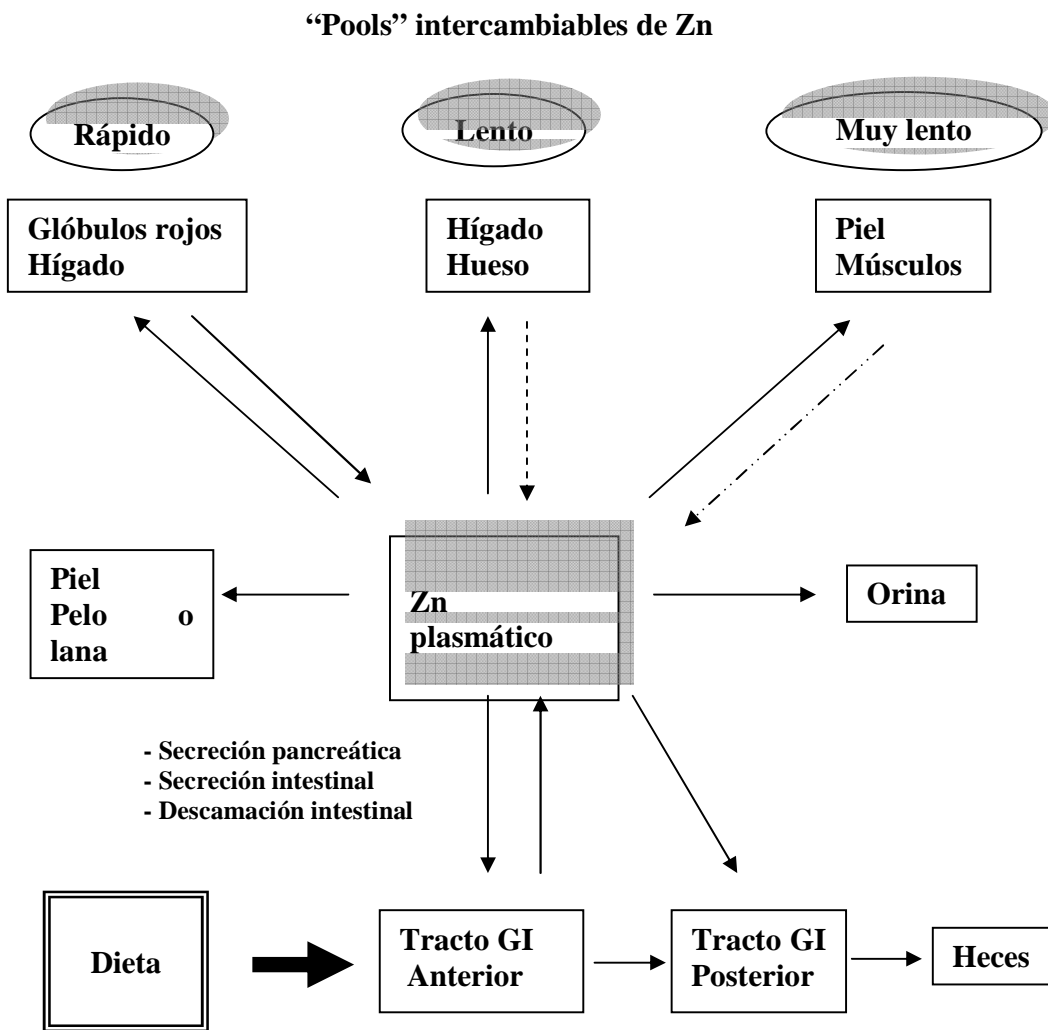 “Pools” intercambiables de Zn
Rápido
Lento
Muy lento
Glóbulos rojos
Hígado
Hígado
Hueso
Piel
Músculos
Piel
Pelo o
lana
Zn
plasmático
Orina
- Secreción pancreática
- Secreción intestinal
- Descamación intestinal
Dieta
Tracto GI
Anterior
Tracto GI
Posterior
Heces